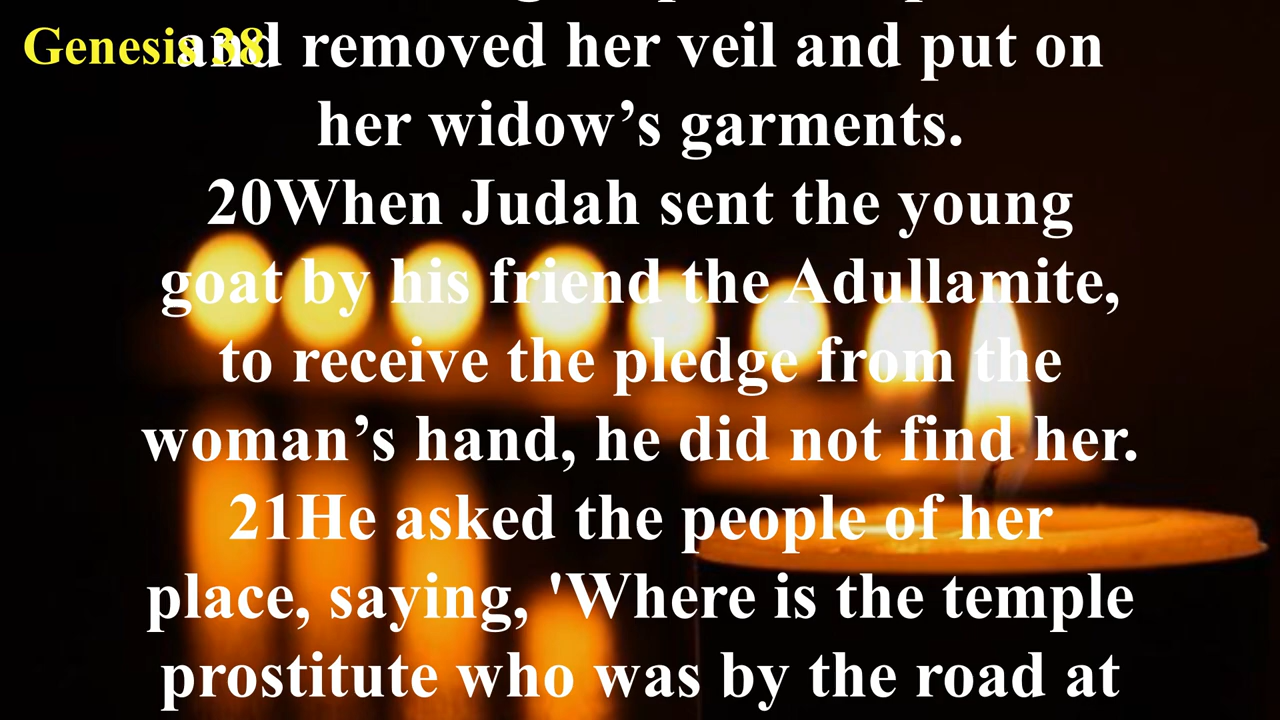 Genesis 38
and removed her veil and put on
her widow’s garments.
20When Judah sent the young
goat by his friend the Adullamite,
to receive the pledge from the
woman’s hand, he did not find her.
21He asked the people of her
place, saying, 'Where is the temple
prostitute who was by the road at